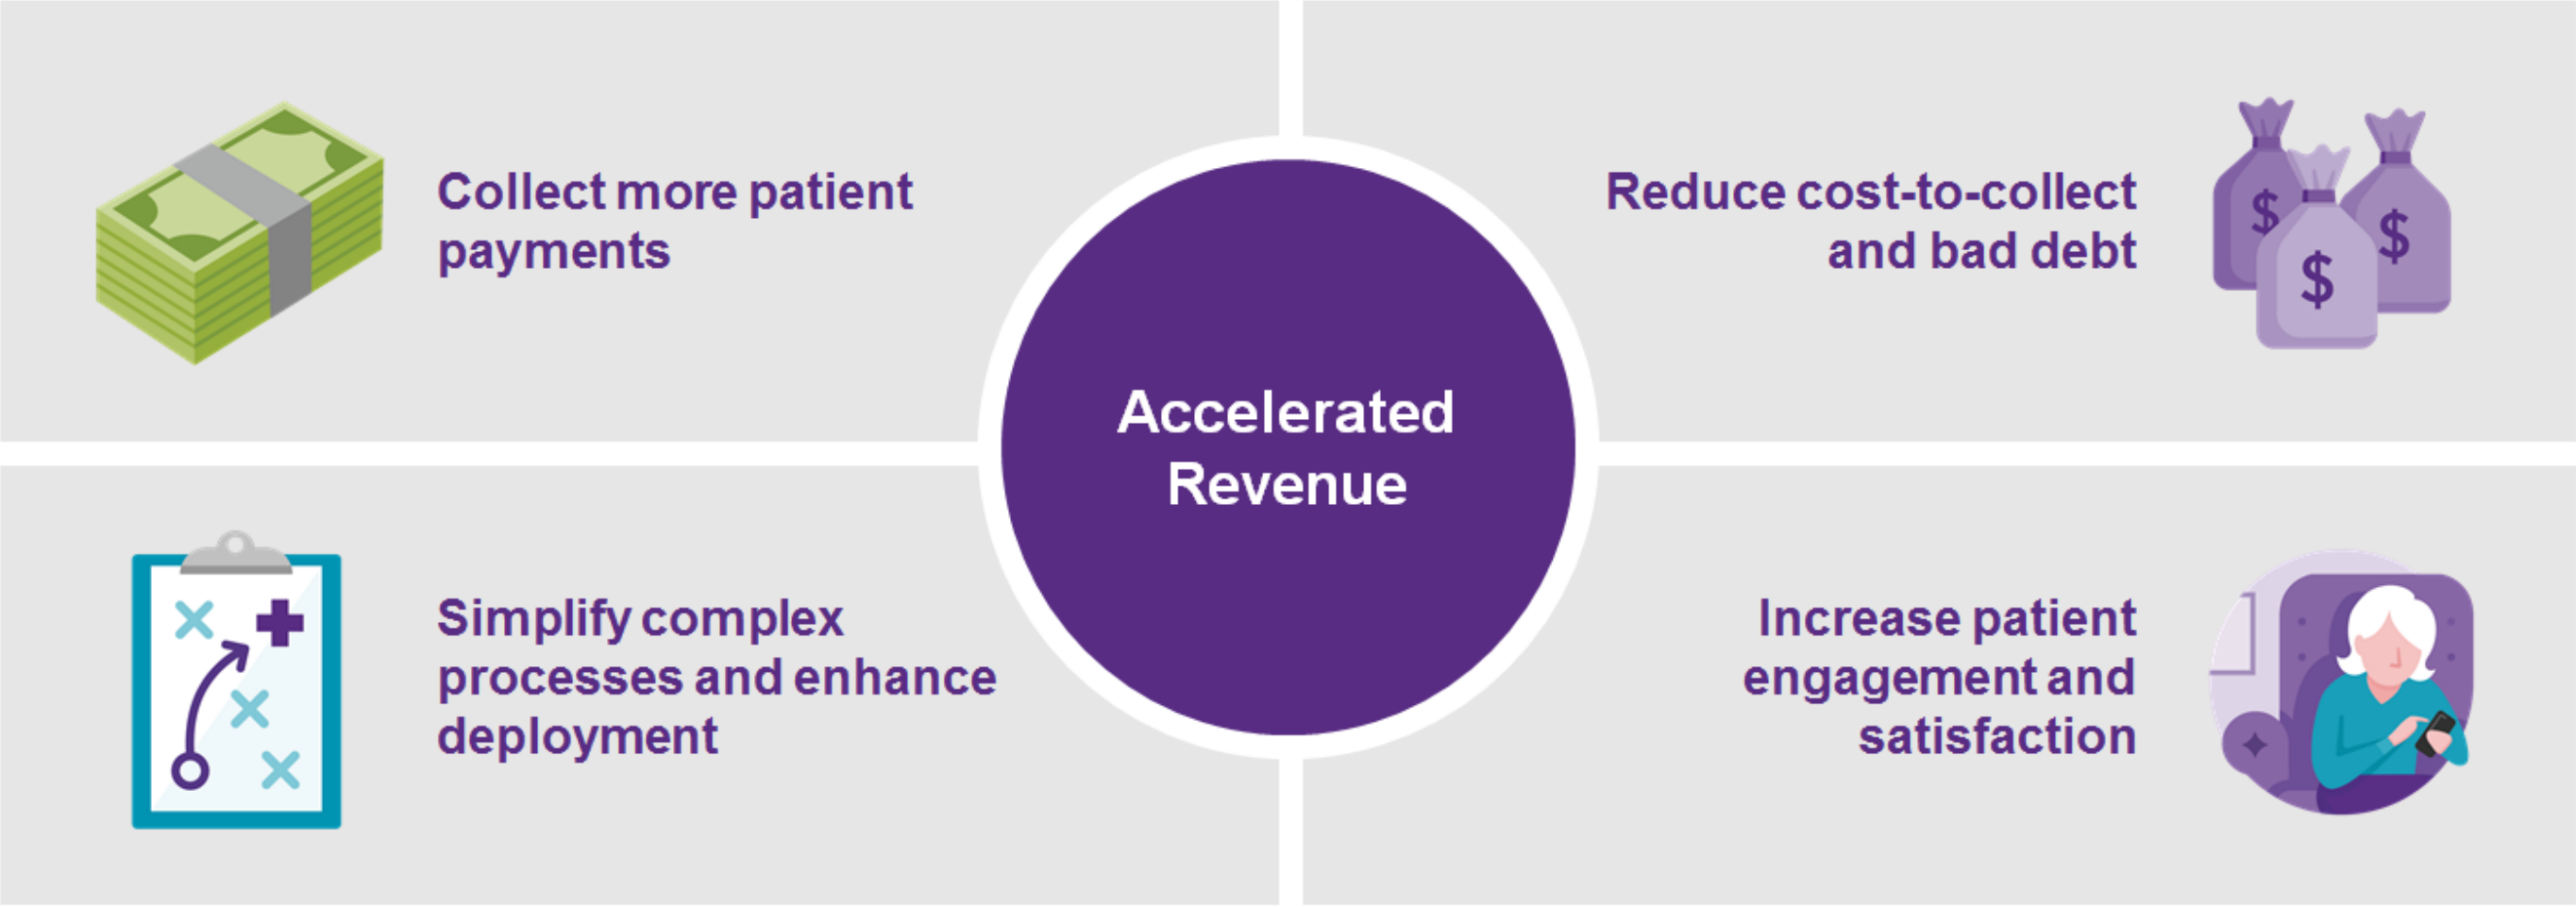 Collect more patient
payments
Reduce cost-to-collect
and bad debt
$
$
$
Accelerated
Revenue
Simplify complex
processes and enhance
deployment
Increase patient
engagement and
satisfaction